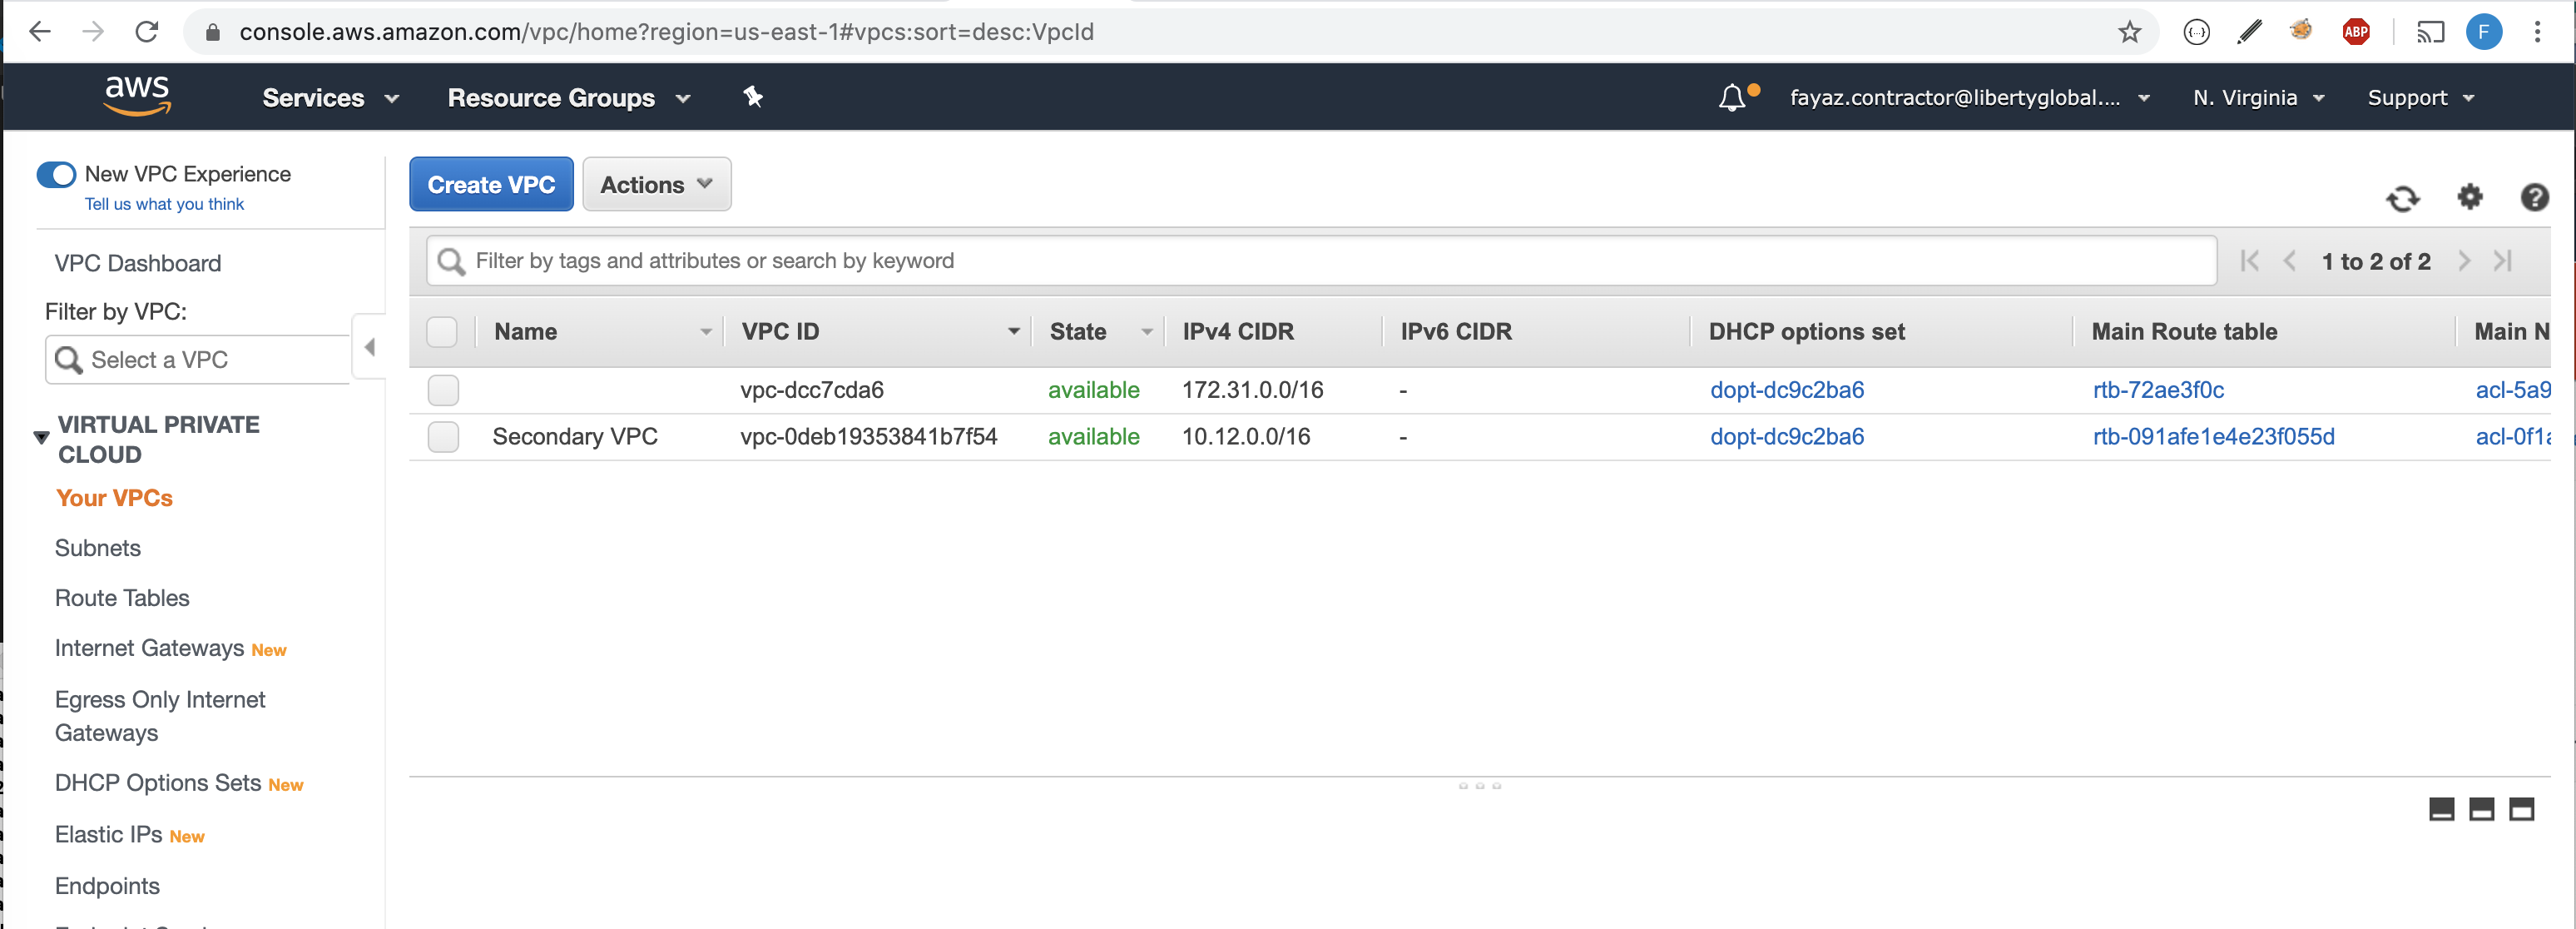 console.aws.amazon.com/vpc/home?region=us-east-1#vpcs:sort=desc:VpcId
ABP
F
aws
Services
Resource Groups
fayaz.contractor@libertyglobal....
N. Virginia
Support
New VPC Experience
Tell us what you think
Create VPC
Actions
VPC Dashboard
Filter by VPC:
Select a VPC
VIRTUAL PRIVATE
CLOUD
Your VPCs
Subnets
Route Tables
Internet Gateways New
Egress Only Internet
Gateways
DHCP Options Sets New
Elastic IPs New
Endpoints
Filter by tags and attributes or search by keyword
1 to 2 of 2
Name VPC ID State IPv4 CIDR IPv6 CIDR DHCP options set Main Route table Main N
vpc-dcc7cda6 available 172.31.0.0/16 - dopt-dc9c2ba6 rtb-72ae3f0c acl-5a9
Secondary VPC vpc-0deb19353841b7f54 available 10.12.0.0/16 - dopt-dc9c2ba6 rtb-091afe1e4e23f055d acl-0f1